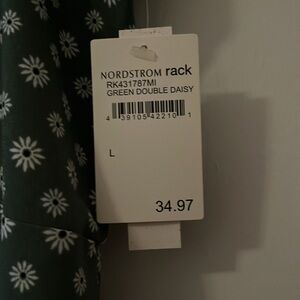 NORDSTROM rack
RK431787MI
GREEN DOUBLE DAISY
4 39105 42210 1
L
34.97